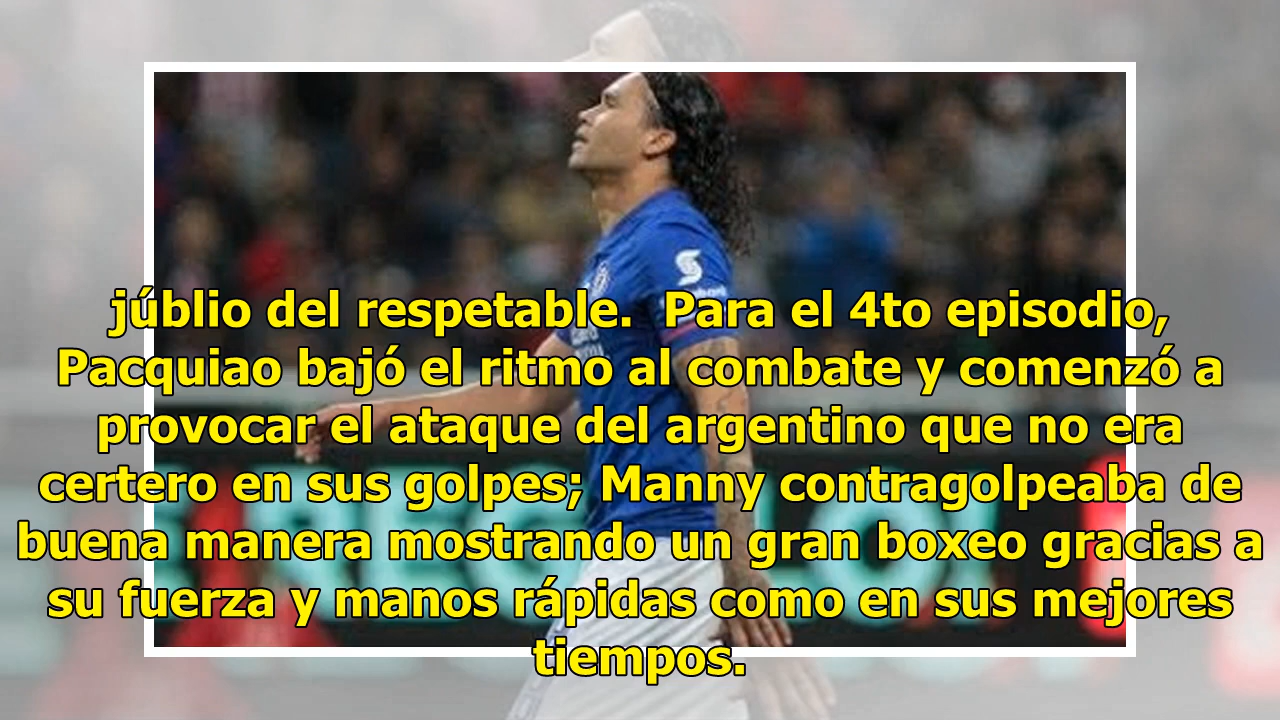 júblio del respetable.  Para el 4to episodio,
Pacquiao bajó el ritmo al combate y comenzó a
provocar el ataque del argentino que no era
certero en sus golpes; Manny contragolpeaba de
buena manera mostrando un gran boxeo gracias a
su fuerza y manos rápidas como en sus mejores
tiempos.